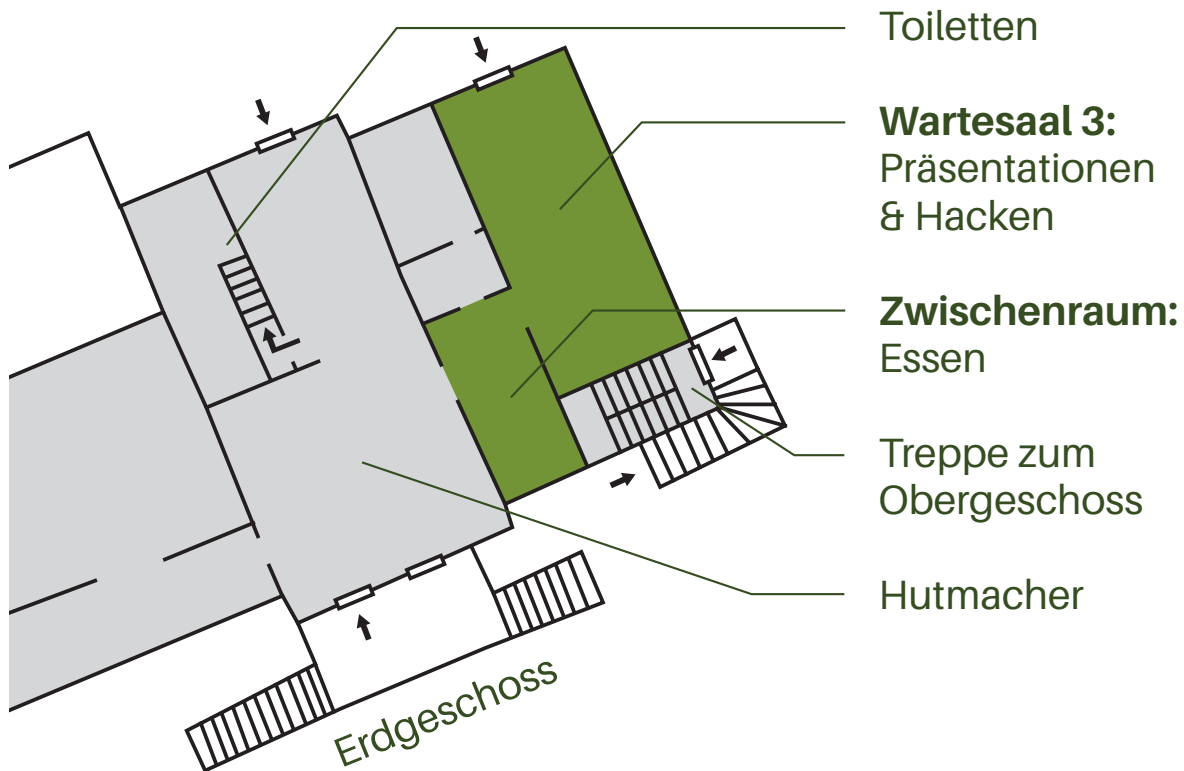 Toiletten
Wartesaal 3:
Präsentationen
& Hacken
Zwischenraum:
Essen
Treppe zum
Obergeschoss
Hutmacher
Erdgeschoss